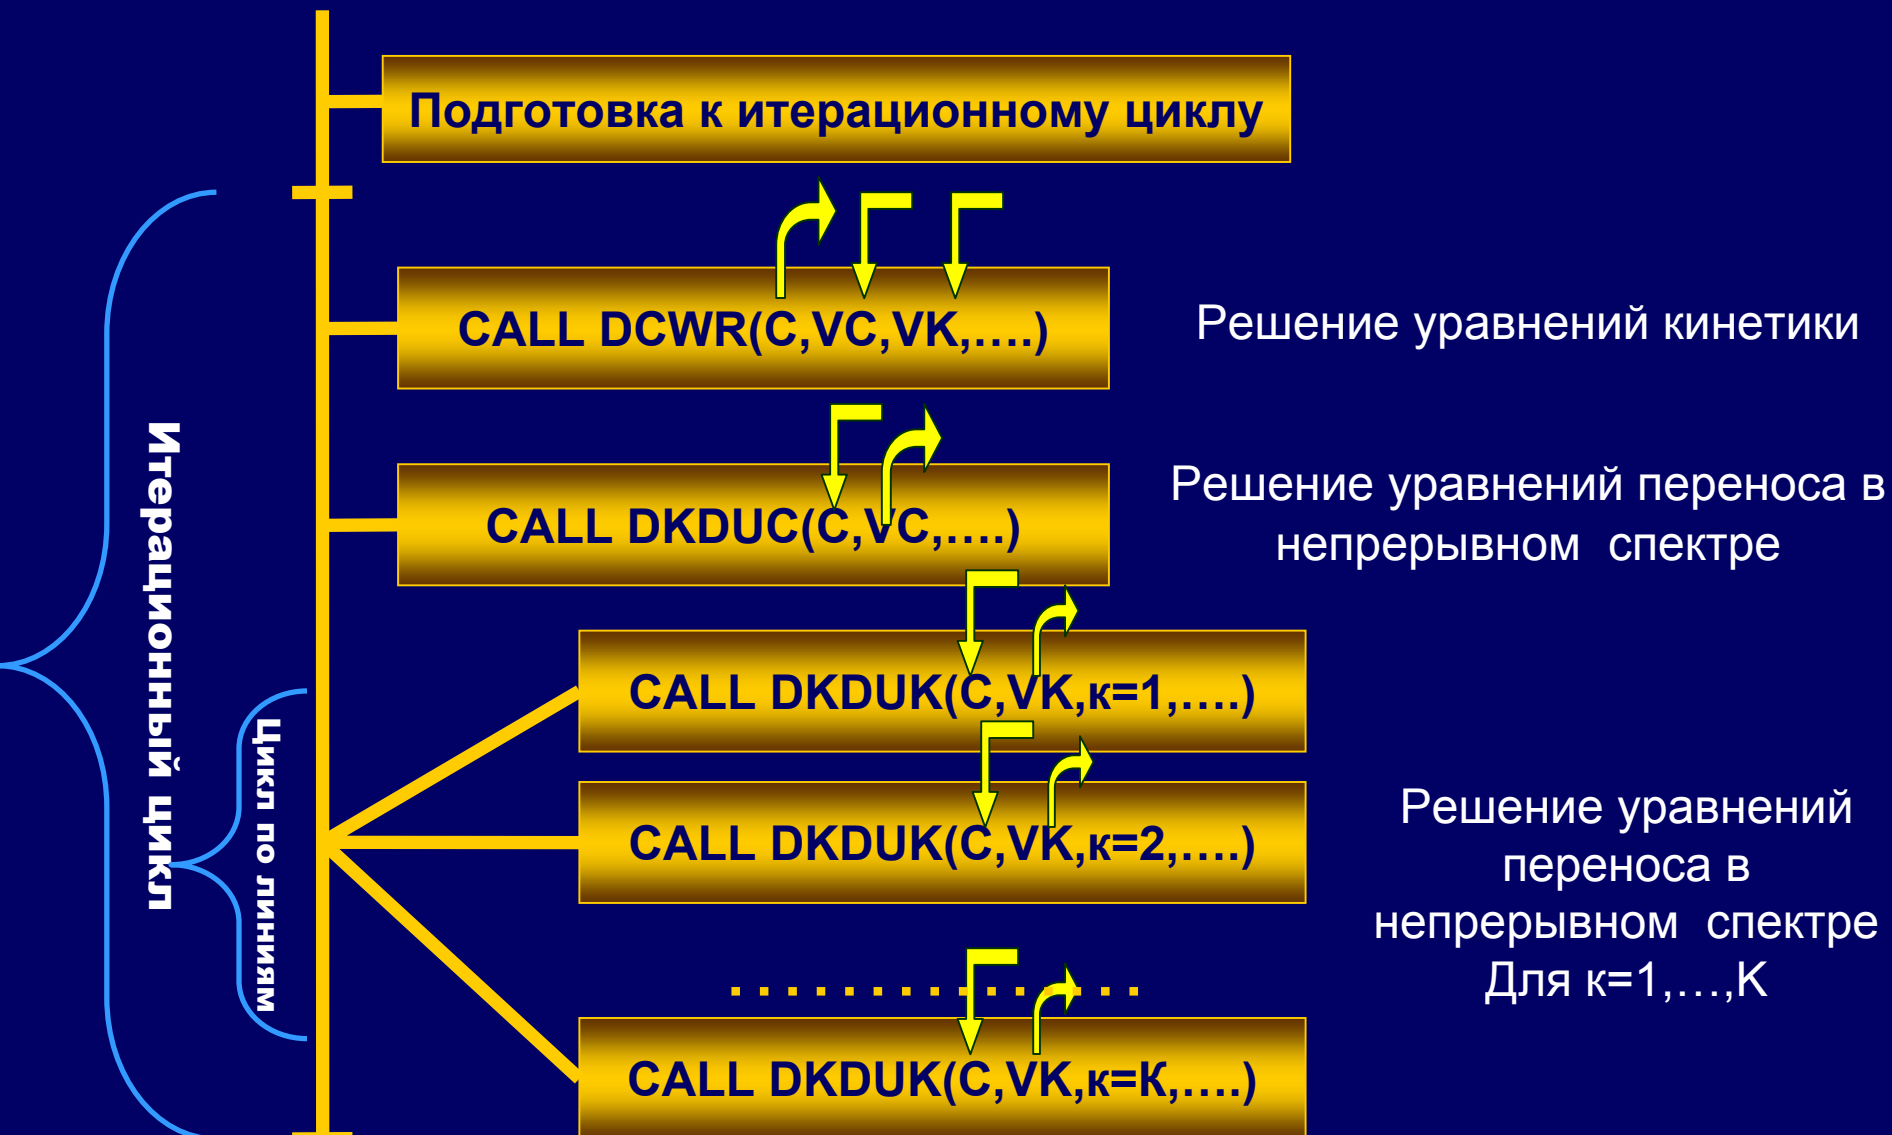 Подготовка к итерационному циклу
CALL DCWR(C,VC,VK,….)
Решение уравнений кинетики
CALL DKDUC(C,VC,….)
Решение уравнений переноса в
непрерывном спектре
Итерационный цикл
Цикл по линиям
CALL DKDUK(C,VK,к=1,….)
CALL DKDUK(C,VK,к=2,….)
CALL DKDUK(C,VK,к=К,….)
Решение уравнений
переноса в
непрерывном спектре
Для к=1,…,K